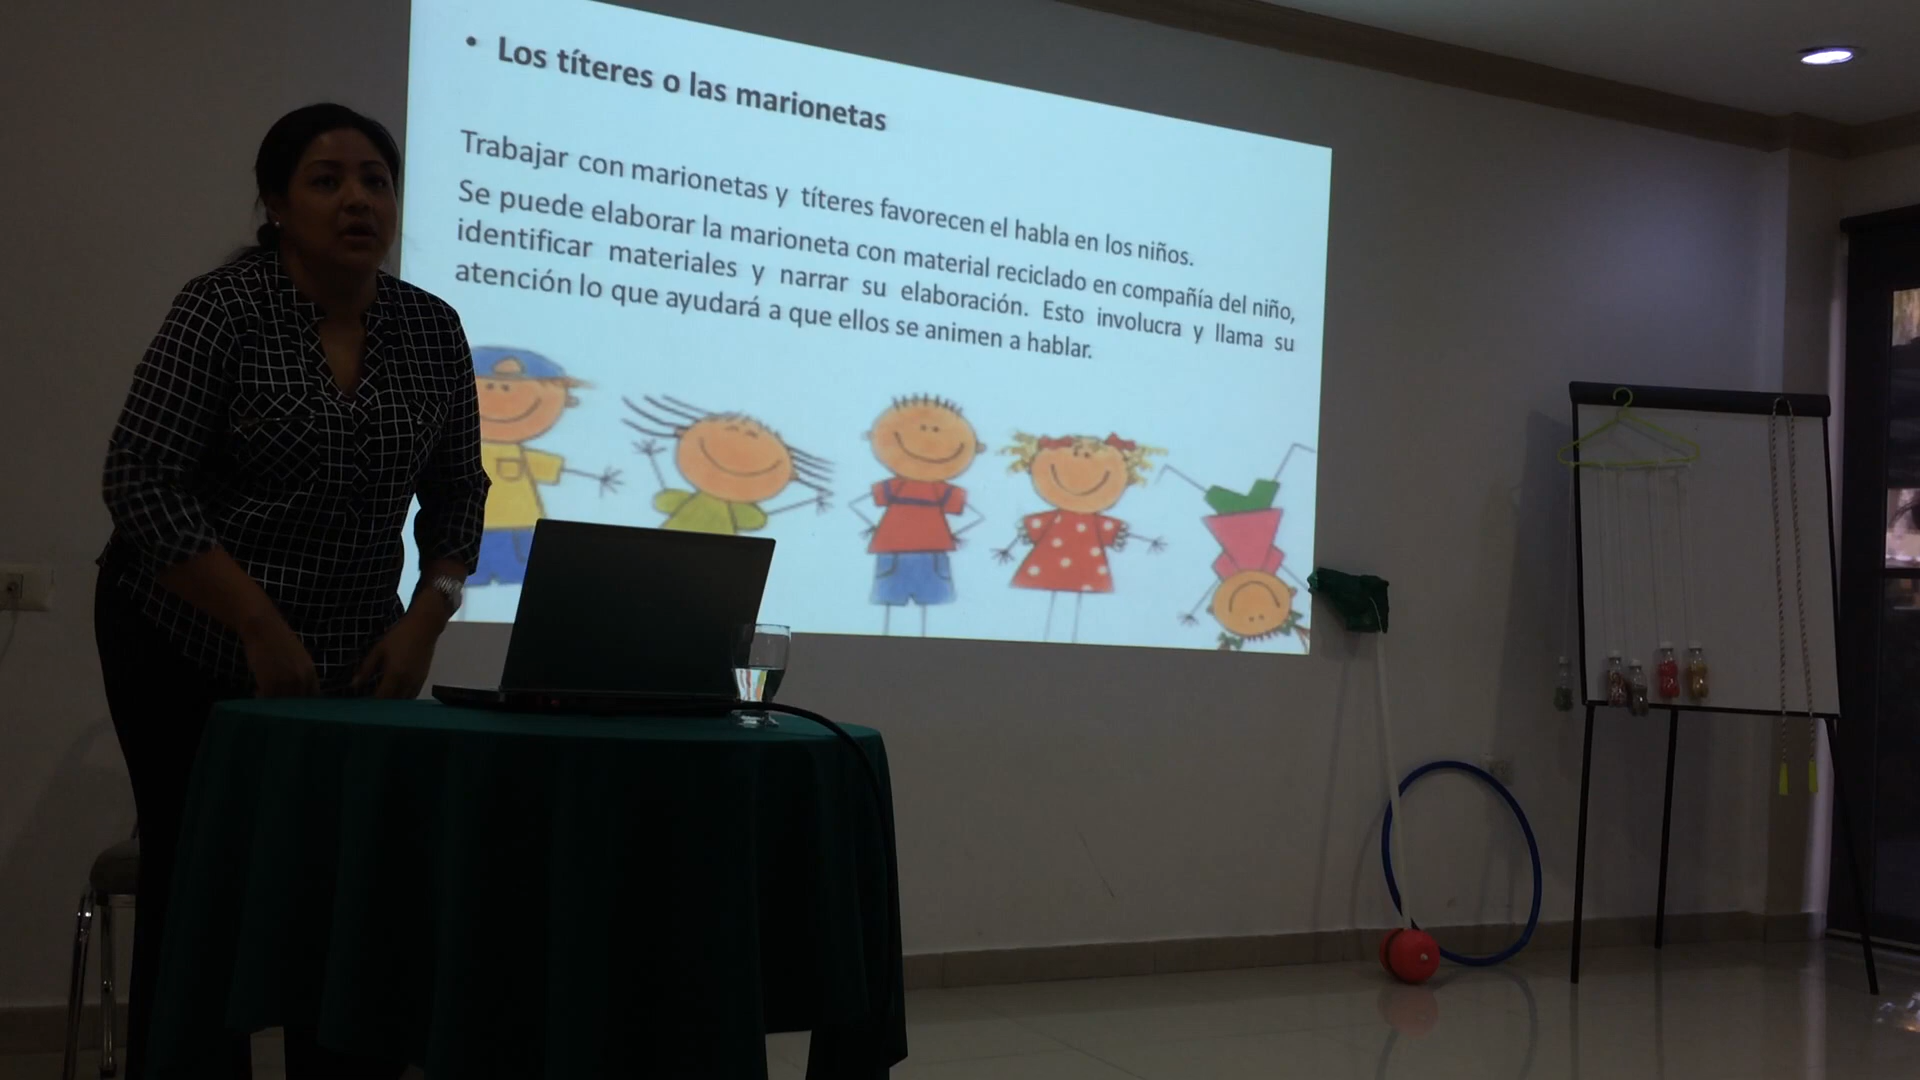 • Los títeres o las marionetas
Trabajar con marionetas y títeres favorecen el habla en los niños.
Se puede elaborar la marioneta con material reciclado en compañía del niño,
identificar materiales y narrar su elaboración. Esto involucra y llama su
atención lo que ayudará a que ellos se animen a hablar.